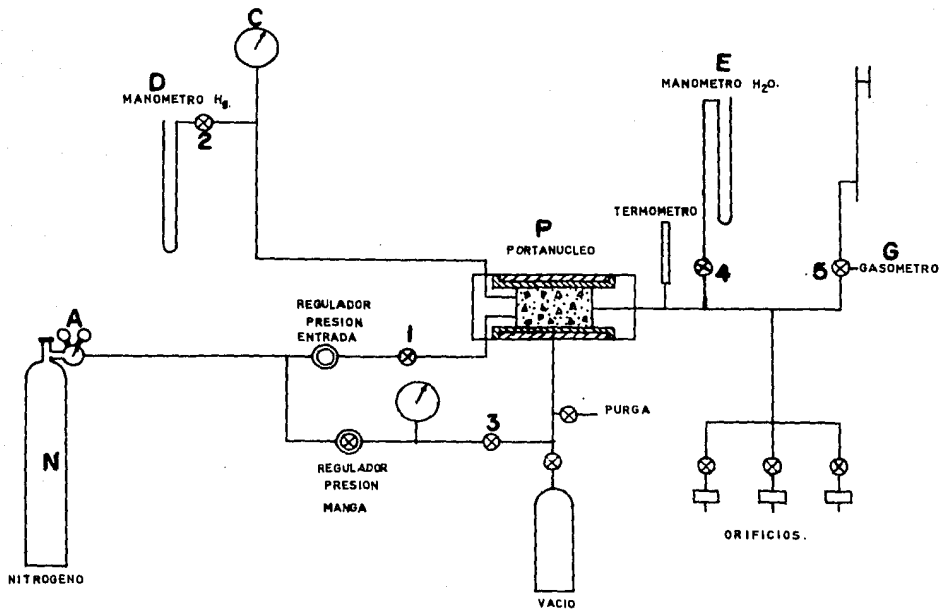 C
D
MANOMETRO Hg.
2
E
MANOMETRO H2O.
TERMOMETRO
P
PORTANUCLEO
4
5
G
GASOMETRO
A
REGULADOR
PRESION
ENTRADA
1
N
3
PURGA
REGULADOR
PRESION
MANGA
ORIFICIOS.
NITROGENO
VACIO